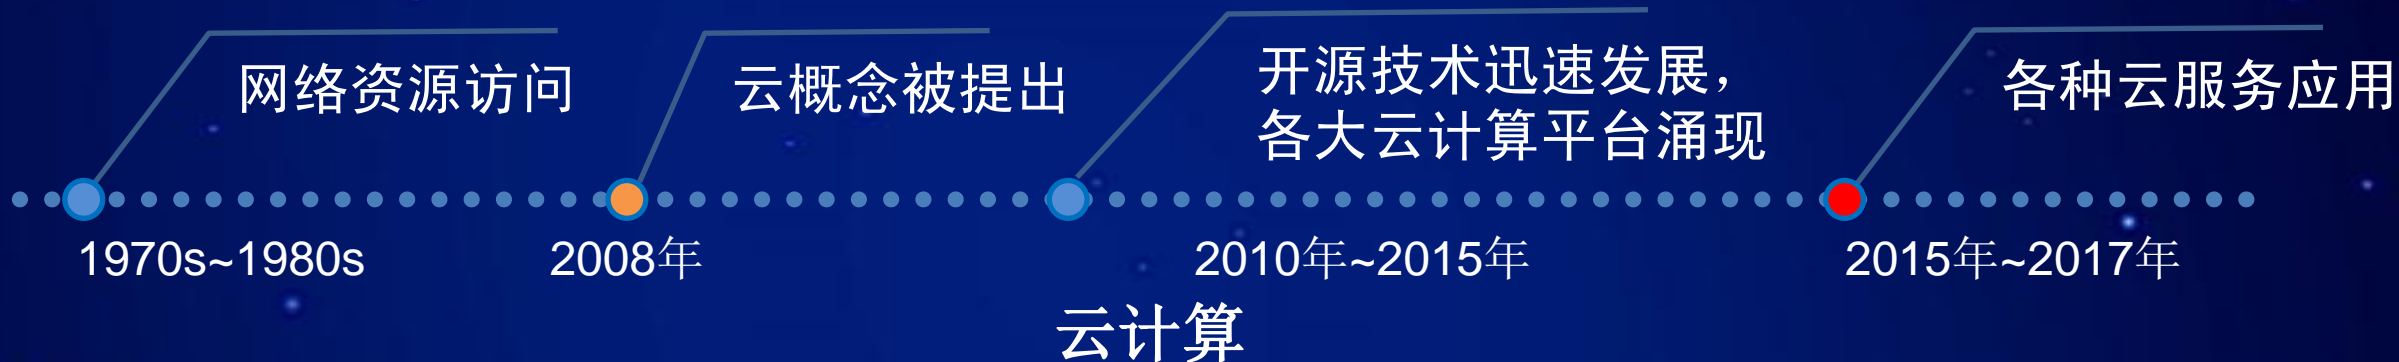 网络资源访问
云概念被提出
开源技术迅速发展，
各大云计算平台涌现
各种云服务应用
1970s~1980s
2008年
2010年~2015年
2015年~2017年
云计算